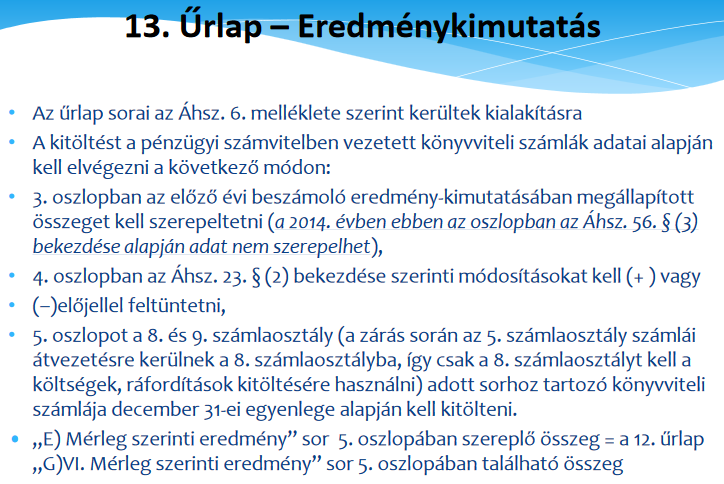 13. Űrlap – Eredménykimutatás
• Az űrlap sorai az Áhsz. 6. melléklete szerint kerültek kialakításra
• A kitöltést a pénzügyi számvitelben vezetett könyvviteli számlák adatai alapján
kell elvégezni a következő módon:
• 3. oszlopban az előző évi beszámoló eredmény-kimutatásában megállapított
összeget kell szerepeltetni (a 2014. évben ebben az oszlopban az Áhsz. 56. § (3)
bekezdése alapján adat nem szerepelhet),
• 4. oszlopban az Áhsz. 23. § (2) bekezdése szerinti módosításokat kell (+ ) vagy
• (–)előjellel feltüntetni,
• 5. oszlopot a 8. és 9. számlaosztály (a zárás során az 5. számlaosztály számlái
átvezetésre kerülnek a 8. számlaosztályba, így csak a 8. számlaosztályt kell a
költségek, ráfordítások kitöltésére használni) adott sorhoz tartozó könyvviteli
számlája december 31-ei egyenlege alapján kell kitölteni.
• „E) Mérleg szerinti eredmény” sor 5. oszlopában szereplő összeg = a 12. űrlap
„G)VI. Mérleg szerinti eredmény” sor 5. oszlopában található összeg